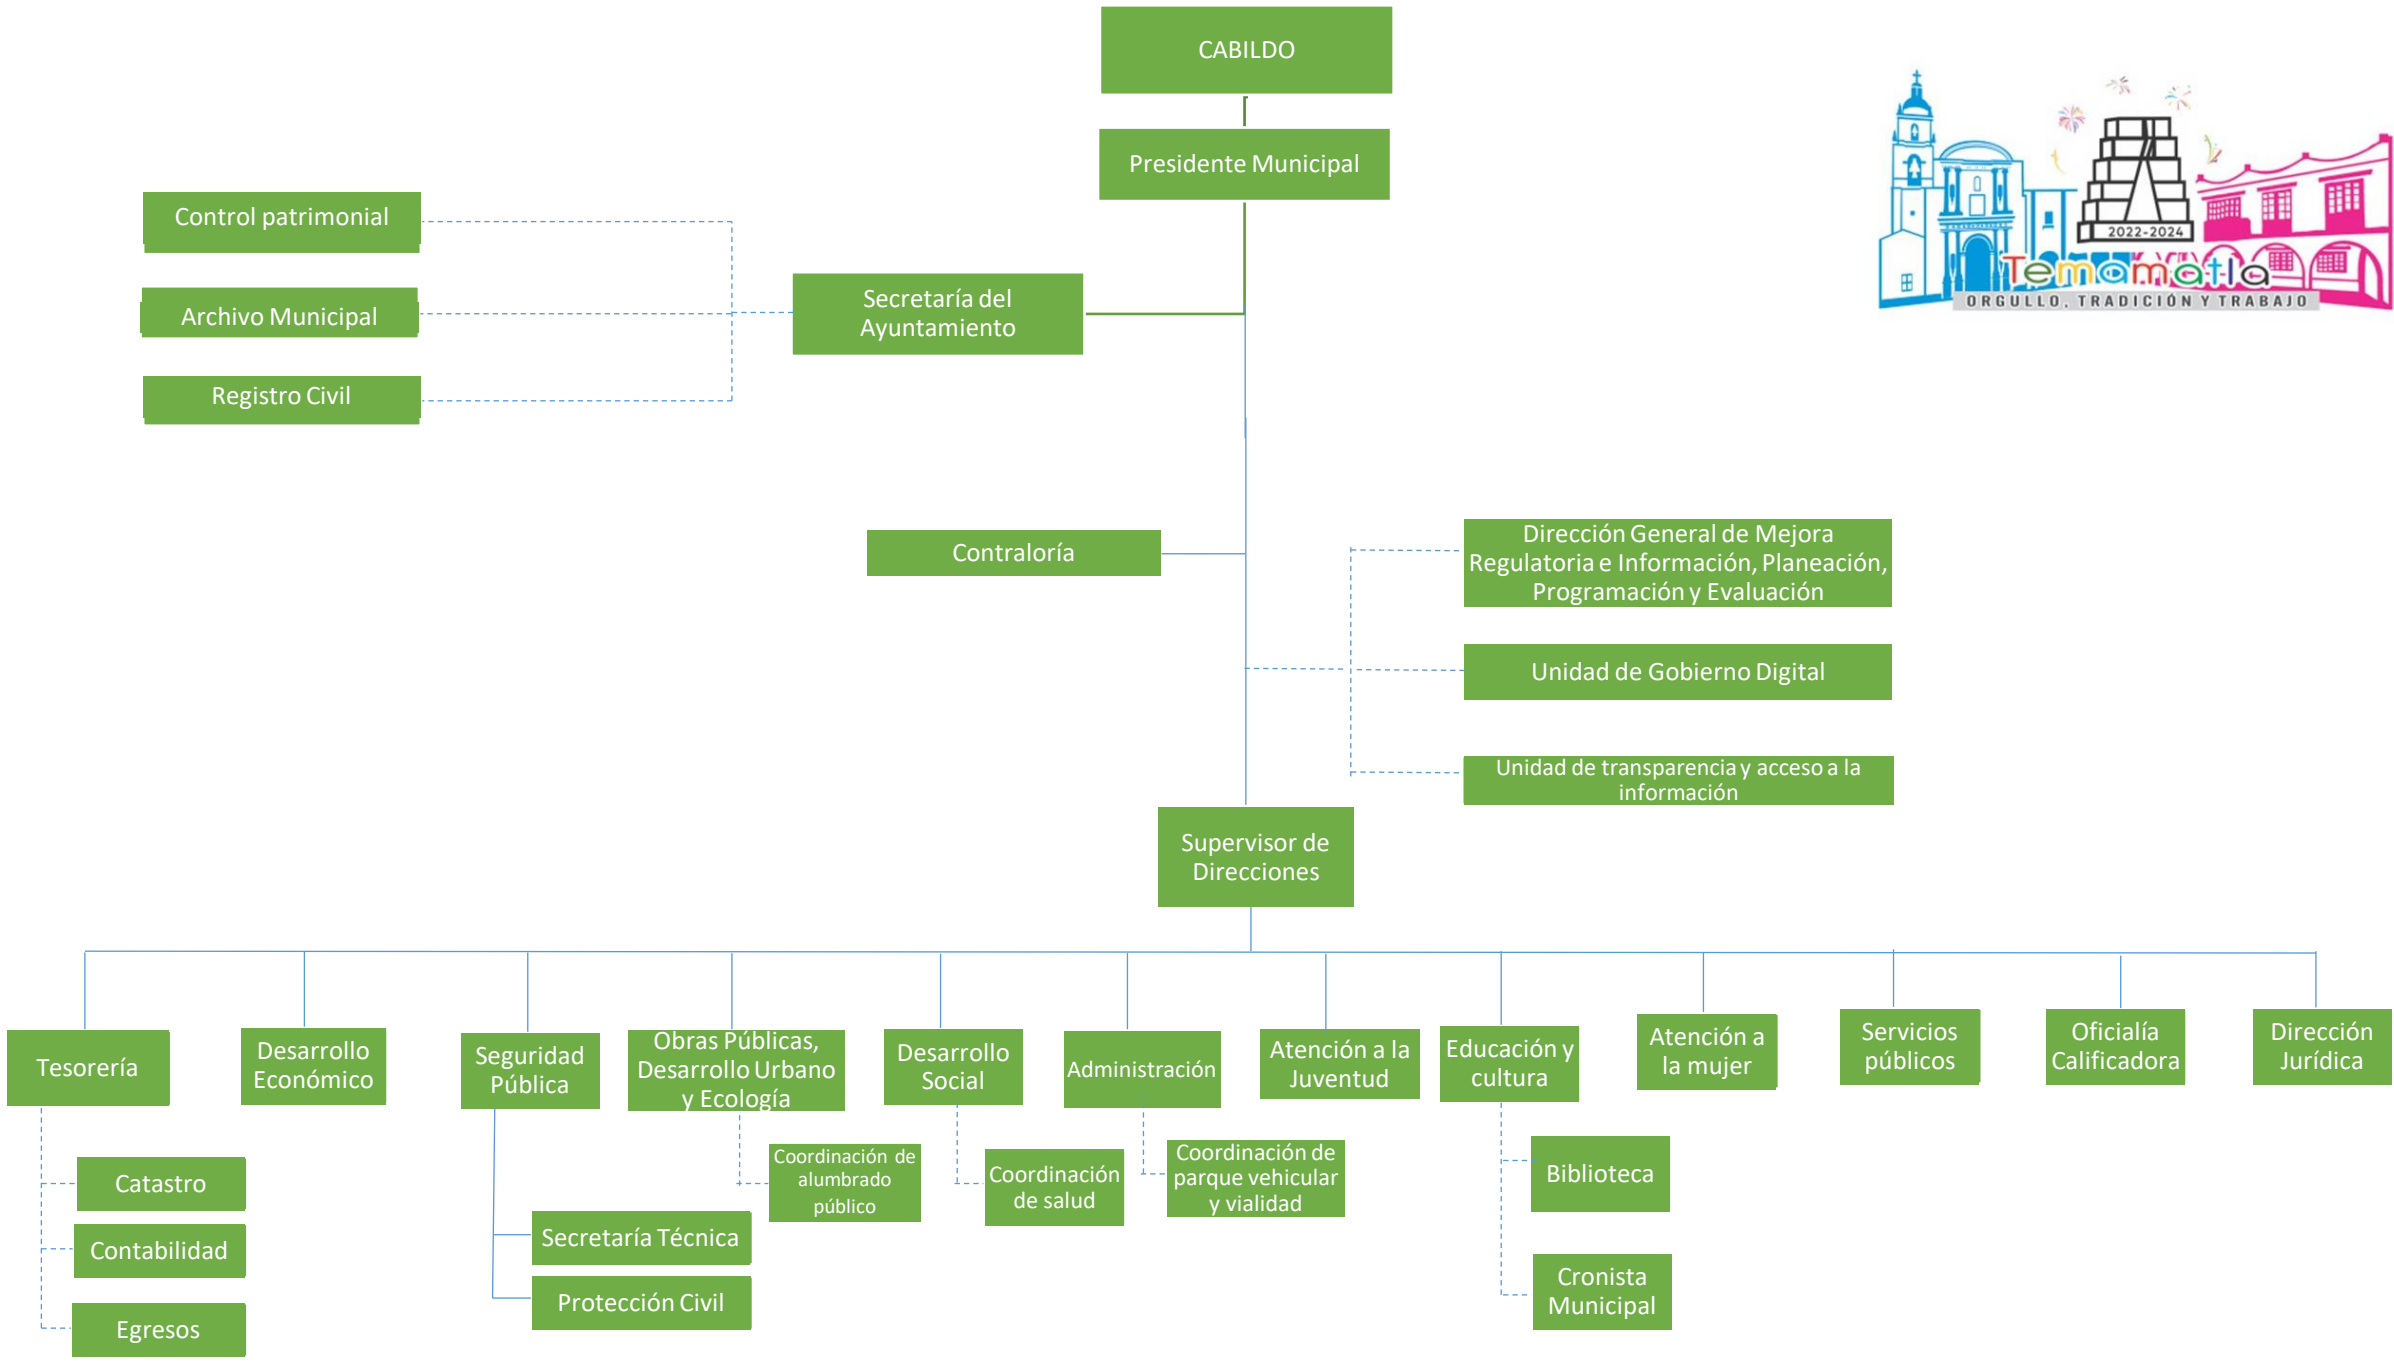 CABILDO
Presidente Municipal
Control patrimonial
Archivo Municipal
Registro Civil
Secretaría del
Ayuntamiento
2022-2024
Temamatla
ORGULLO, TRADICIÓN Y TRABAJO
Contraloría
Dirección General de Mejora
Regulatoria e Información, Planeación,
Programación y Evaluación
Unidad de Gobierno Digital
Unidad de transparencia y acceso a la
información
Supervisor de
Direcciones
Tesorería
Desarrollo
Económico
Seguridad
Pública
Obras Públicas,
Desarrollo Urbano
y Ecología
Desarrollo
Social
Administración
Atención a la
Juventud
Educación y
cultura
Atención a
la mujer
Servicios
públicos
Oficialía
Calificadora
Dirección
Jurídica
Catastro
Contabilidad
Egresos
Secretaría Técnica
Protección Civil
Coordinación de
alumbrado
público
Coordinación
de salud
Coordinación de
parque vehicular
y vialidad
Biblioteca
Cronista
Municipal